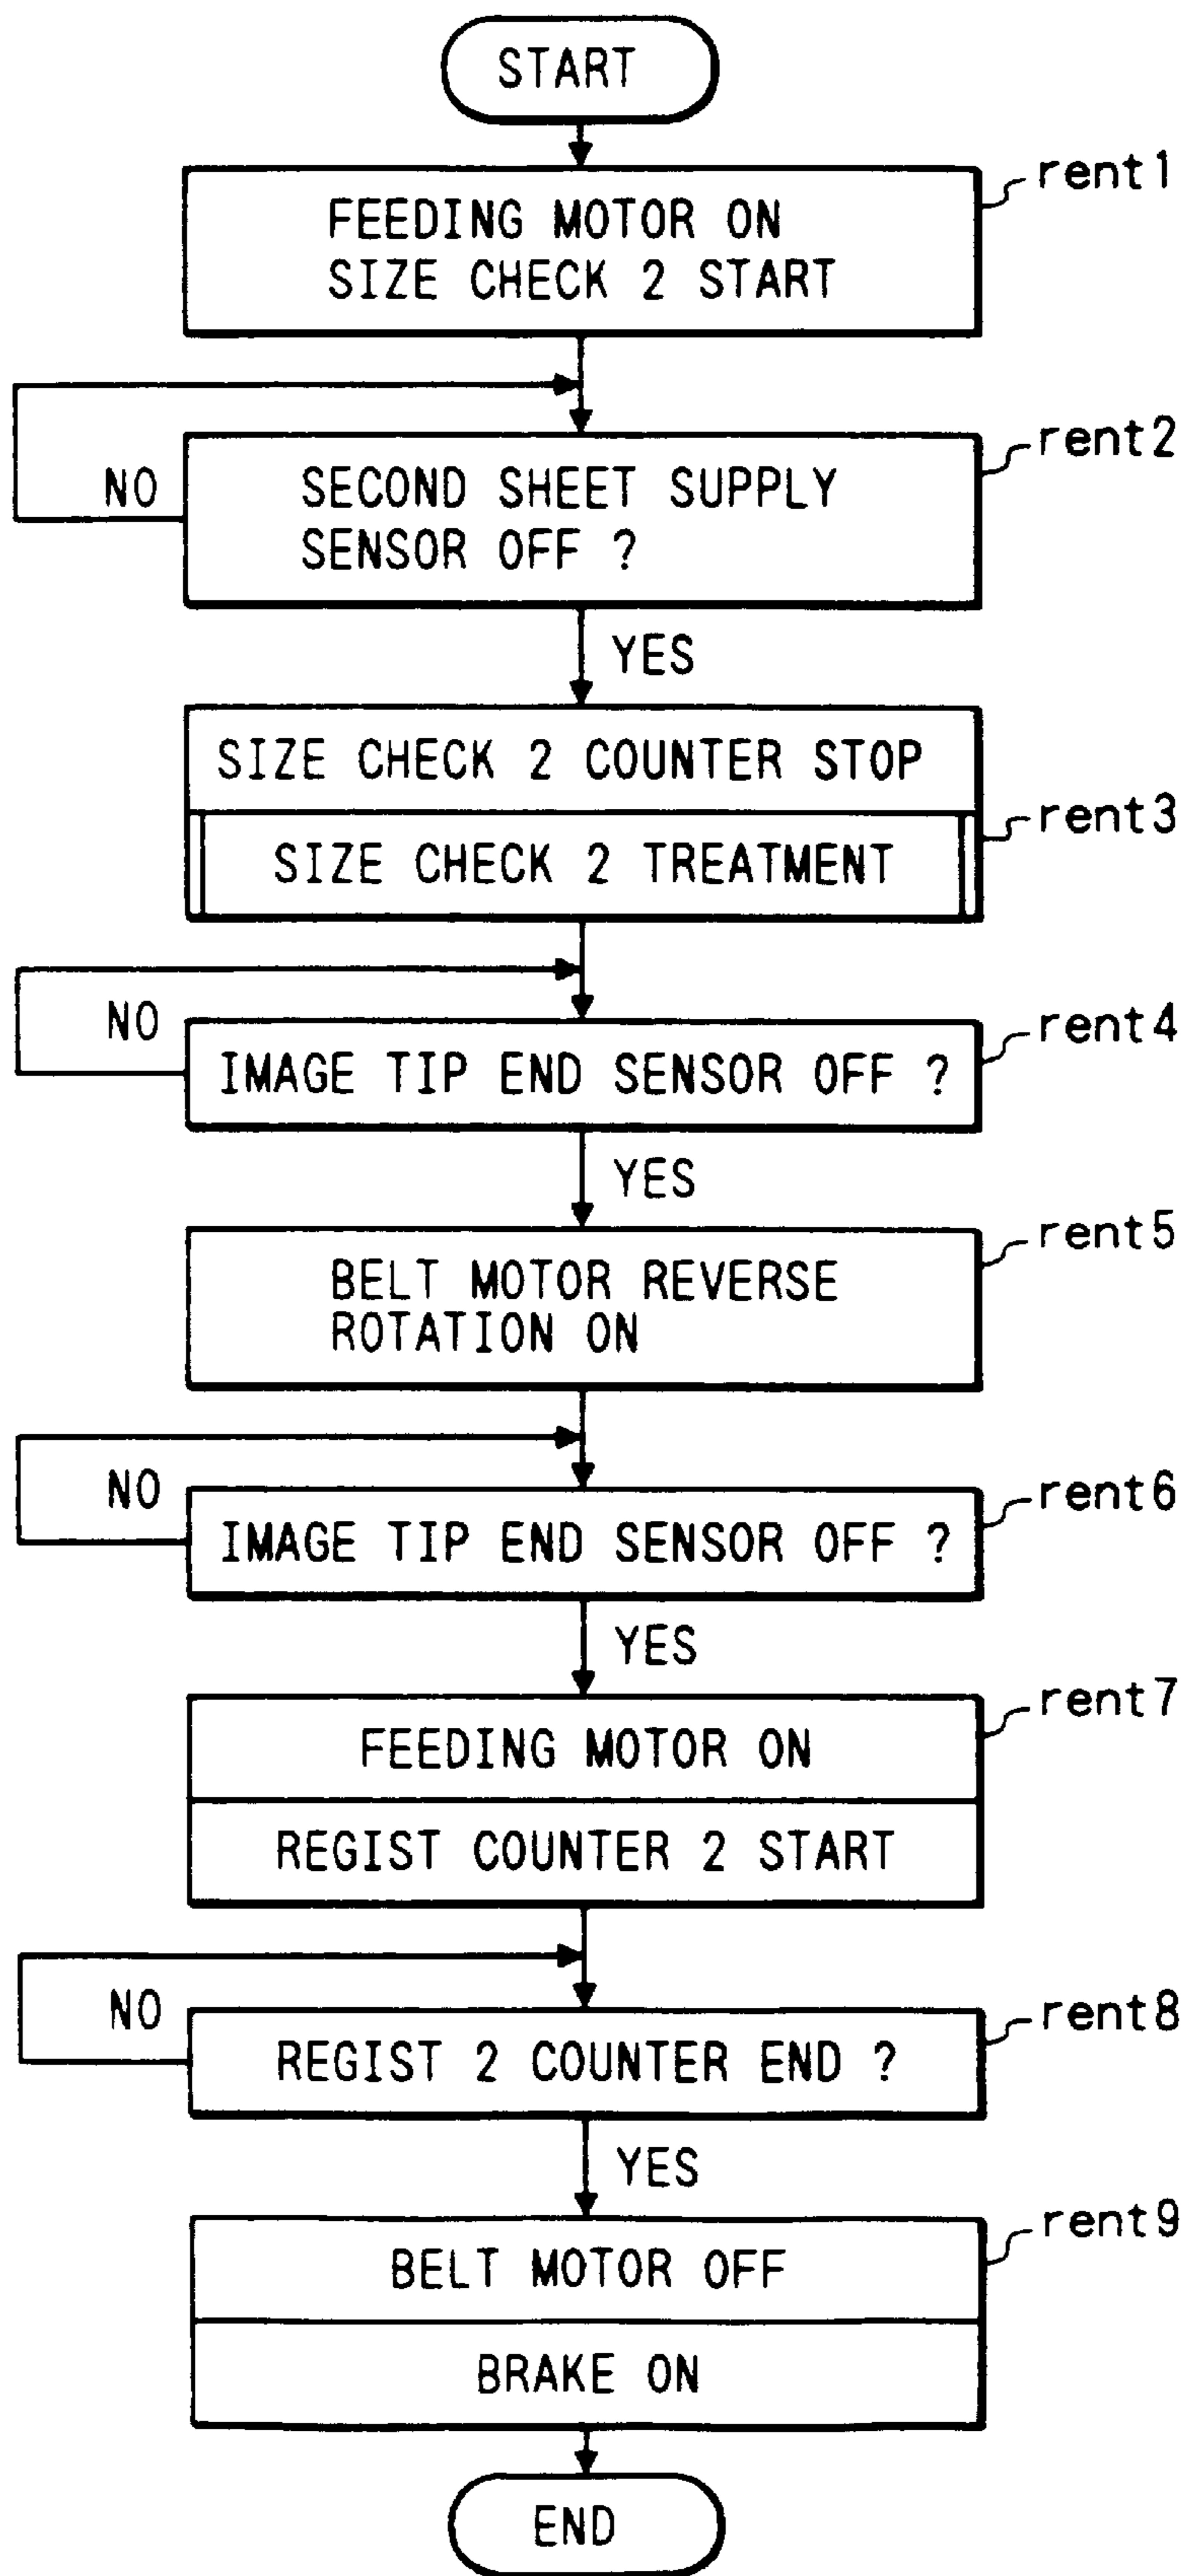 START
rent1
FEEDING MOTOR ON
SIZE CHECK 2 START
rent2
NO
SECOND SHEET SUPPLY
SENSOR OFF ?
YES
SIZE CHECK 2 COUNTER STOP
rent3
SIZE CHECK 2 TREATMENT
NO
rent4
IMAGE TIP END SENSOR OFF ?
YES
rent5
BELT MOTOR REVERSE
ROTATION ON
NO
rent6
IMAGE TIP END SENSOR OFF ?
YES
rent7
FEEDING MOTOR ON
REGIST COUNTER 2 START
NO
rent8
REGIST 2 COUNTER END ?
YES
rent9
BELT MOTOR OFF
BRAKE ON
END